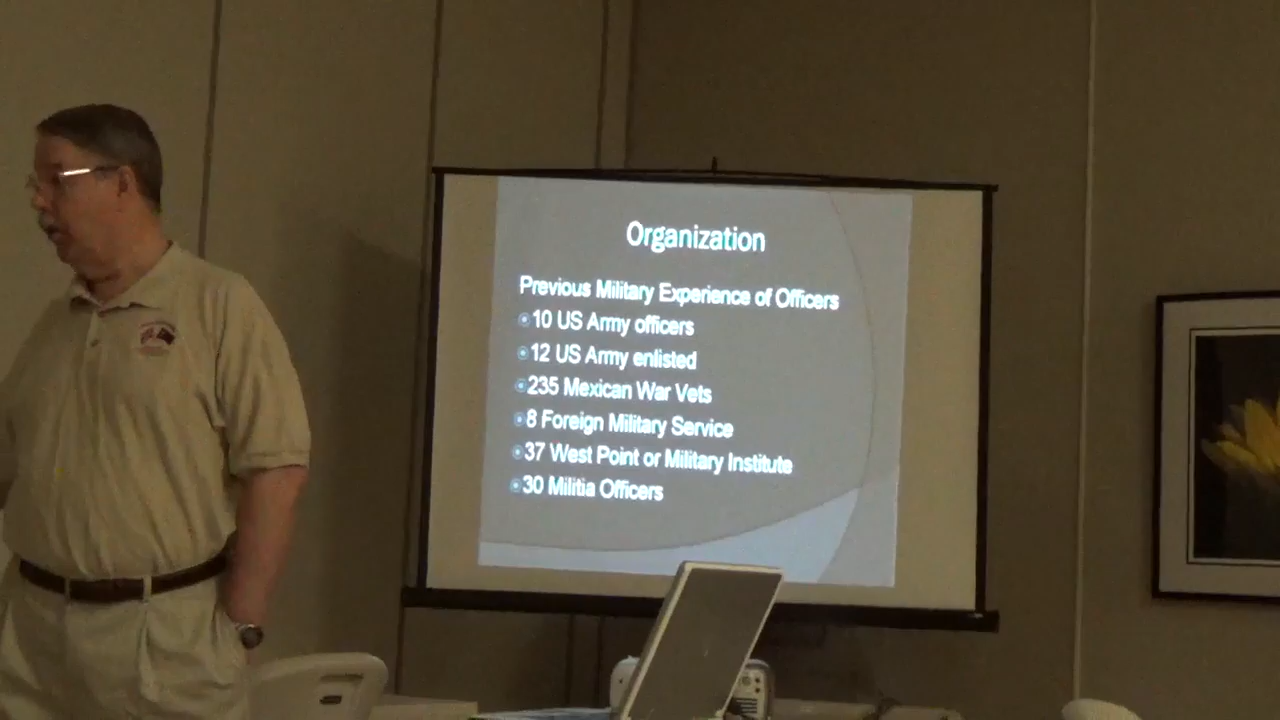 Organization
Previous Military Experience of Officers
10 US Army officers
12 US Army enlisted
235 Mexican War Vets
8 Foreign Military Service
37 West Point or Military Institute
30 Militia Officers